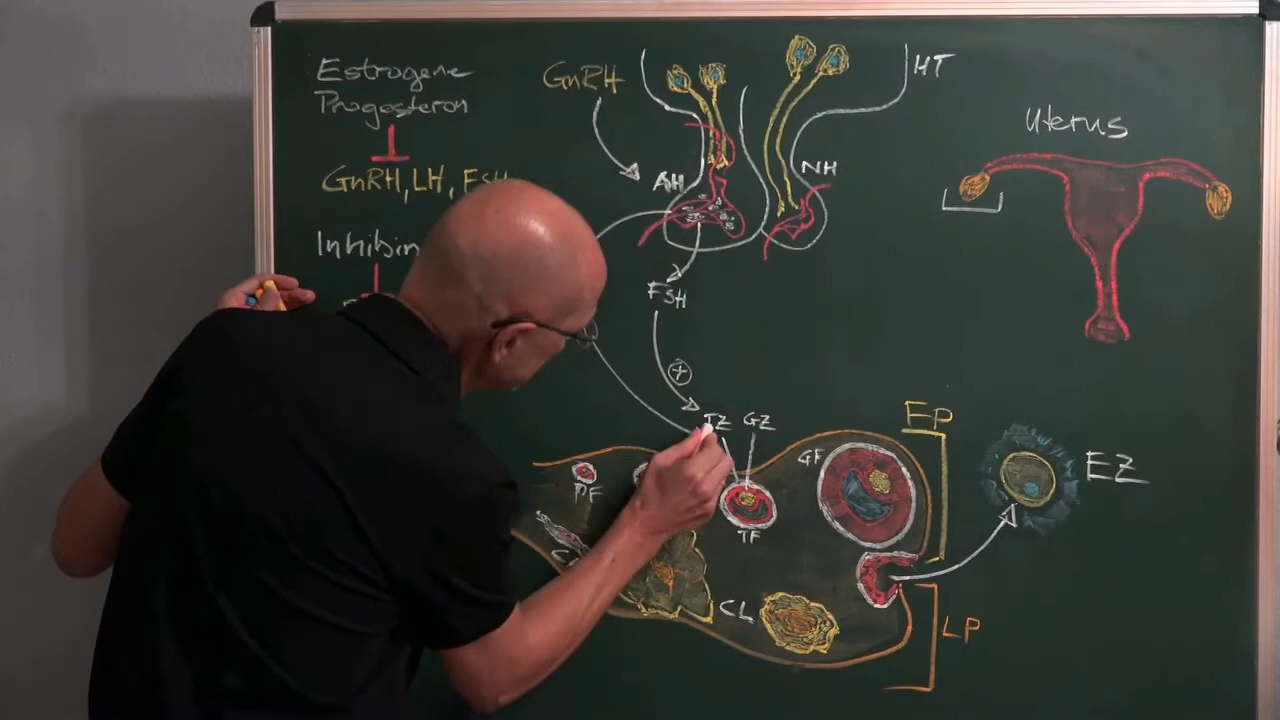 Estrogene
Progesteron
GnRH, LH, FSH
Inhibin
GnRH
HT
AH
NH
FSH
+
Uterus
TZ GZ
PF
TF
GF
CL
FP
LP
EZ